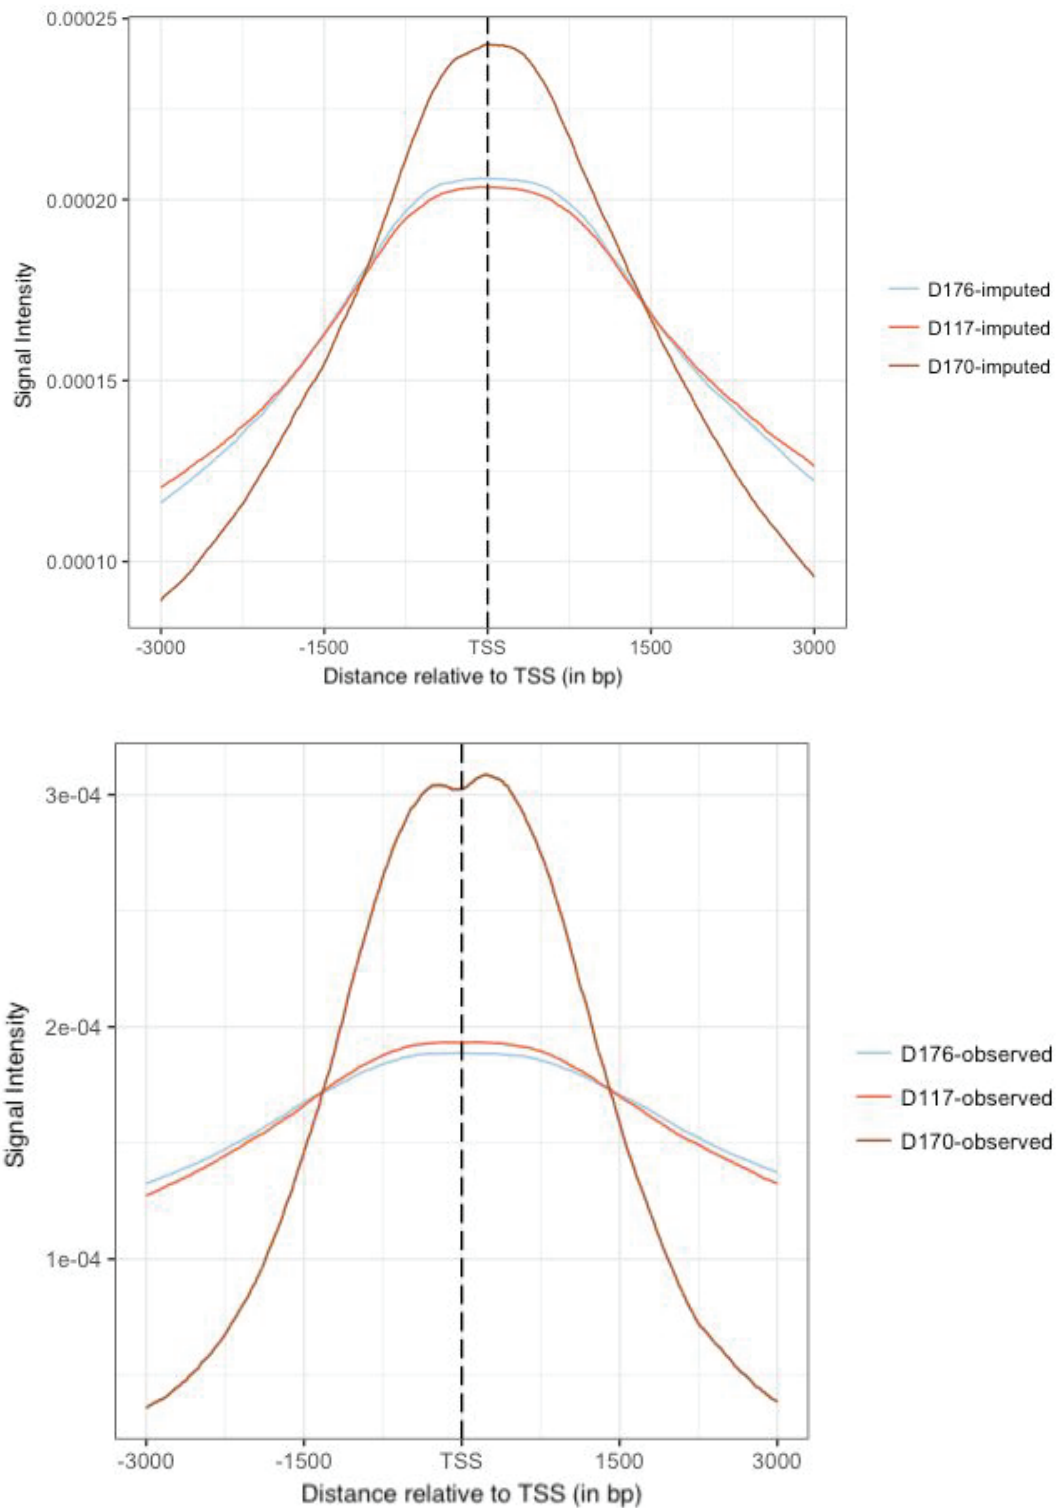 0.00025
0.00020
0.00015
0.00010
Signal Intensity
-3000 -1500 TSS 1500 3000
Distance relative to TSS (in bp)
D176-imputed
D117-imputed
D170-imputed
3e-04
2e-04
1e-04
Signal Intensity
-3000 -1500 TSS 1500 3000
Distance relative to TSS (in bp)
D176-observed
D117-observed
D170-observed